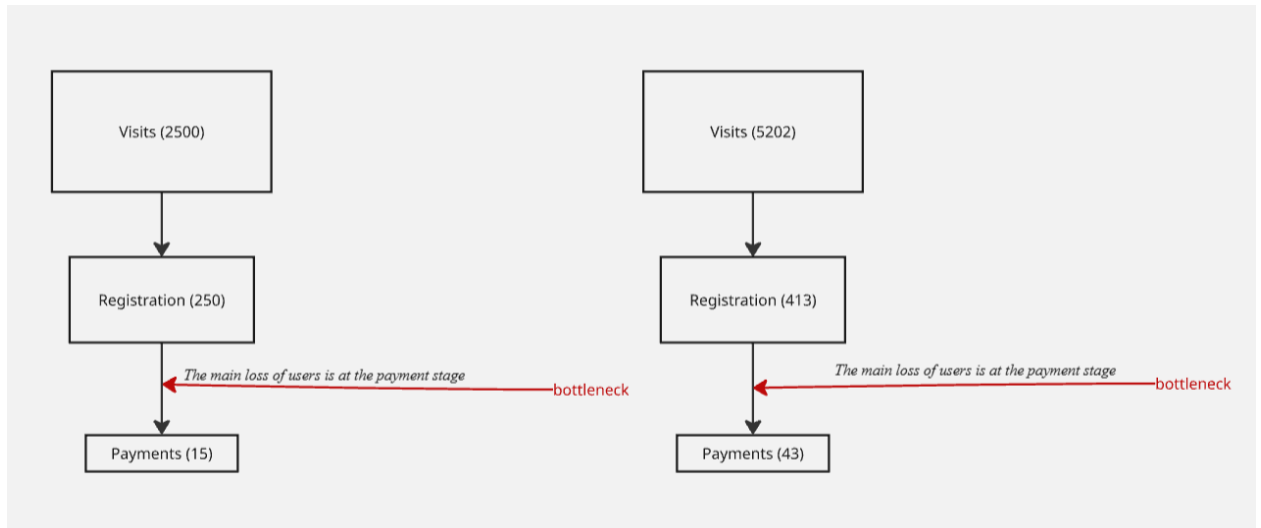 Visits (2500)
Visits (5202)
Registration (250)
Registration (413)
The main loss of users is at the payment stage
bottleneck
The main loss of users is at the payment stage
bottleneck
Payments (15)
Payments (43)